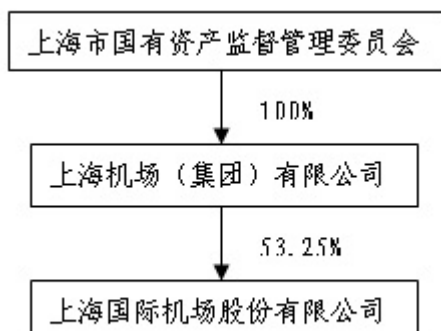 上海市国有资产监督管理委员会
100%
上海机场（集团）有限公司
53.25%
上海国际机场股份有限公司